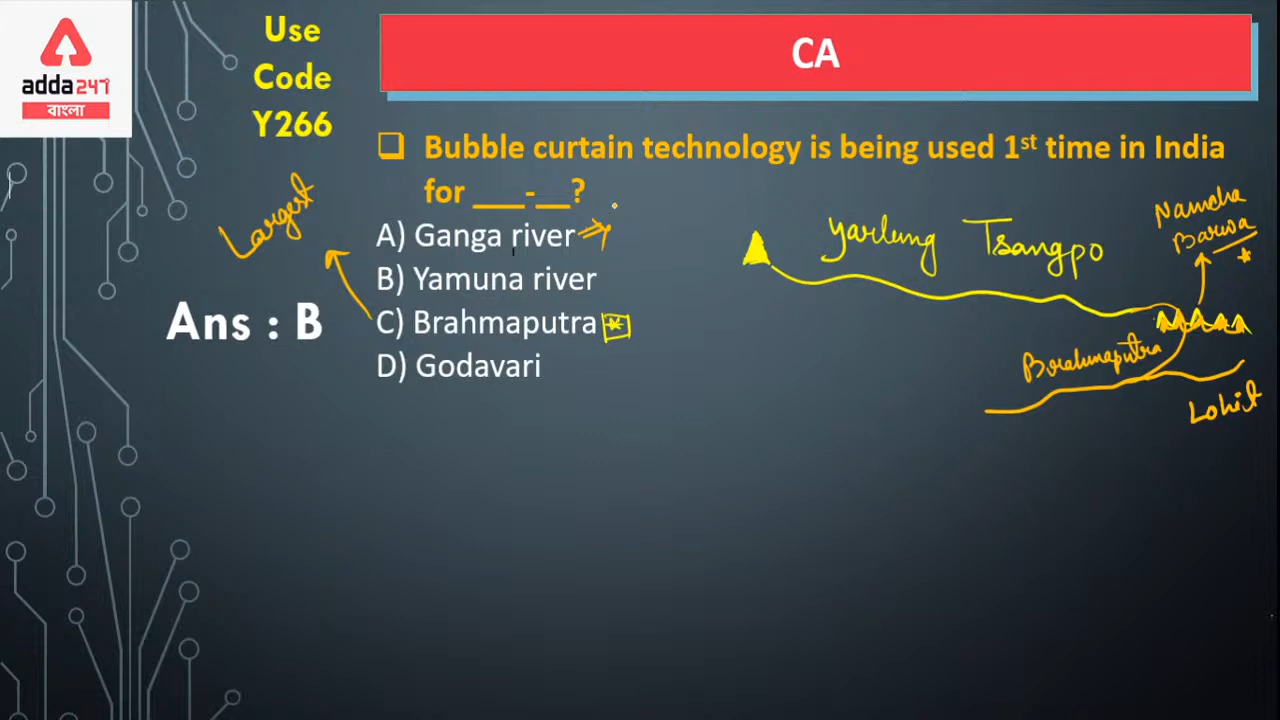 adda247
বাংলা
Use
Code
Y266
CA
❑ Bubble curtain technology is being used 1st time in India
for ___-__?
A) Ganga river
B) Yamuna river
C) Brahmaputra
D) Godavari
Ans : B
Largest
Yarlung Tsangpo
Namcha
Barwa
Brahmaputra
Lohit